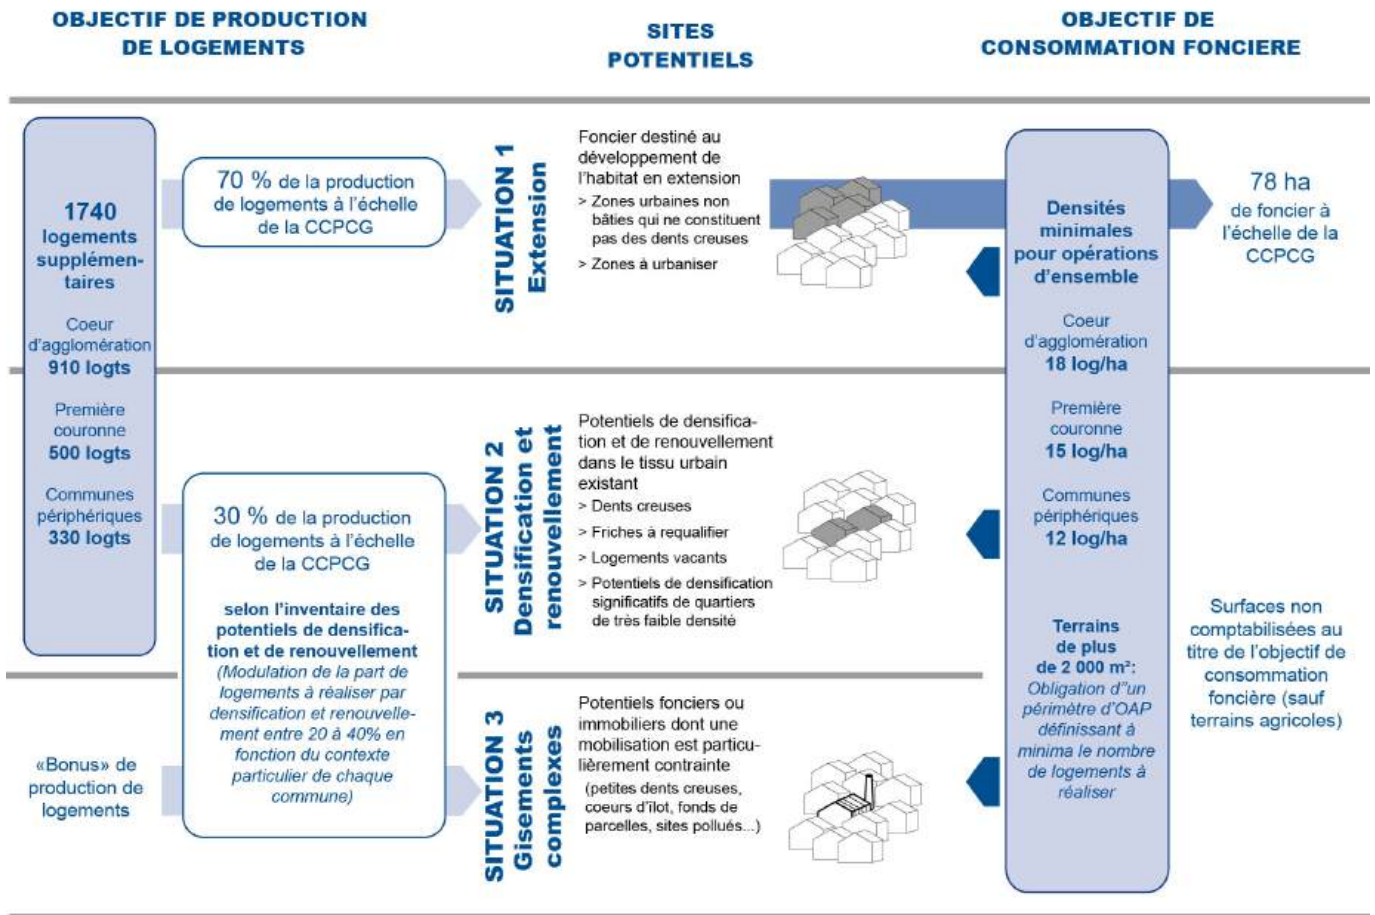 OBJECTIF DE PRODUCTION
DE LOGEMENTS
SITES
POTENTIELS
OBJECTIF DE
CONSOMMATION FONCIERE
1740
logements
supplémen-
taires
Coeur
d'agglomération
910 logts
Première
couronne
500 logts
Communes
périphériques
330 logts
«Bonus» de
production de
logements
70 % de la production
de logements à l'échelle
de la CCPCG
30 % de la production
de logements à l'échelle
de la CCPCG
selon l'inventaire des
potentiels de densifica-
tion et de renouvellement
(Modulation de la part de
logements à réaliser par
densification et renouvelle-
ment entre 20 à 40% en
fonction du contexte
particulier de chaque
commune)
SITUATION 1
Extension
Foncier destiné au
développement de
l'habitat en extension
> Zones urbaines non
bâties qui ne constituent
pas des dents creuses
> Zones à urbaniser
SITUATION 2
Densification et
renouvellement
Potentiels de densifica-
tion et de renouvellement
dans le tissu urbain
existant
> Dents creuses
> Friches à requalifier
> Logements vacants
> Potentiels de densification
significatifs de quartiers
de très faible densité
SITUATION 3
Gisements
complexes
Potentiels fonciers ou
immobiliers dont une
mobilisation est particu-
lièrement contrainte
(petites dents creuses,
coeurs d'îlot, fonds de
parcelles, sites pollués...)
Densités
minimales
pour opérations
d'ensemble
Coeur
d'agglomération
18 log/ha
Première
couronne
15 log/ha
Communes
périphériques
12 log/ha
Terrains
de plus
de 2 000 m²:
Obligation d''un
périmètre d'OAP
définissant à
minima le nombre
de logements à
réaliser
78 ha
de foncier à
l'échelle de la
CCPCG
Surfaces non
comptabilisées au
titre de l'objectif de
consommation
foncière (sauf
terrains agricoles)